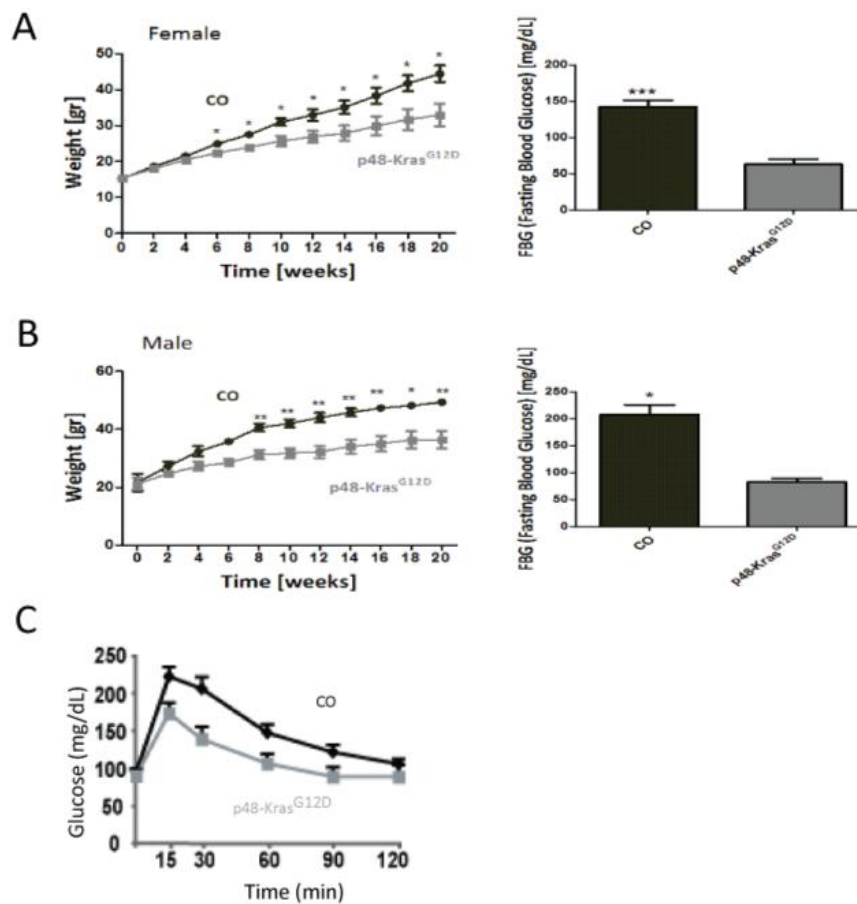 A
Female
50
40
30
20
10
0
Weight [gr]
CO
* * * * * * * *
p48-Kras^G12D
0 2 4 6 8 10 12 14 16 18 20
Time [weeks]
FBG (Fasting Blood Glucose) [mg/dL]
200
150
100
50
0
***
CO
p48-Kras^G12D
B
Male
60
40
20
0
Weight [gr]
CO
** ** ** ** ** * **
p48-Kras^G12D
0 2 4 6 8 10 12 14 16 18 20
Time [weeks]
FBG (Fasting Blood Glucose) [mg/dL]
250
200
150
100
50
0
*
CO
p48-Kras^G12D
C
250
200
150
100
50
0
Glucose (mg/dL)
CO
p48-Kras^G12D
15 30 60 90 120
Time (min)